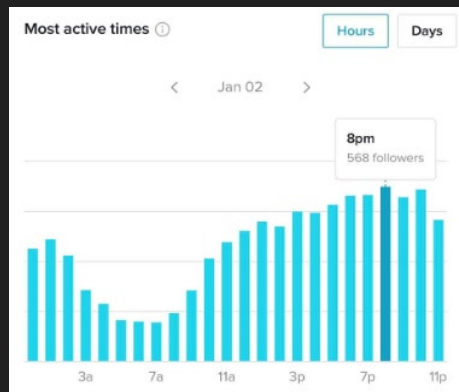 Most active times
Hours
Days
Jan 02
8pm
568 followers
3a 7a 11a 3p 7p 11p